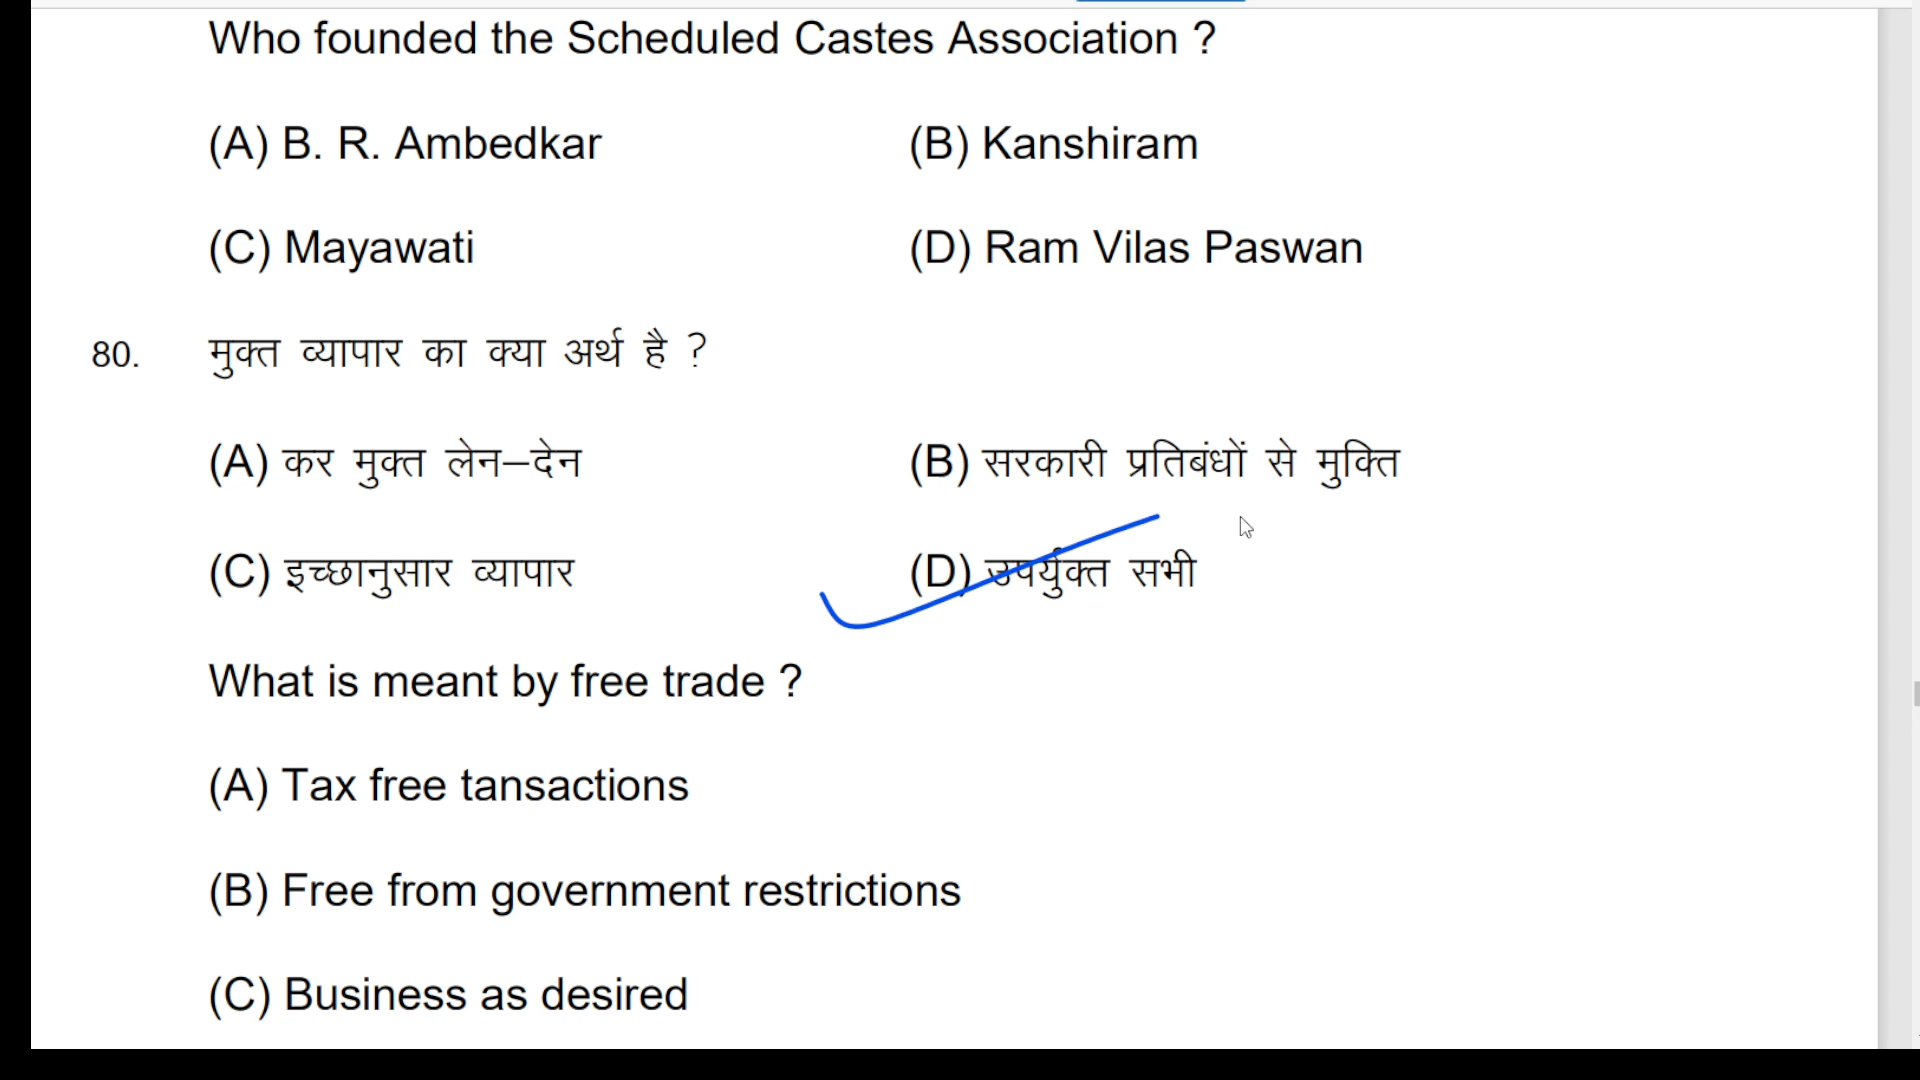 Who founded the Scheduled Castes Association ?
(A) B. R. Ambedkar (B) Kanshiram
(C) Mayawati (D) Ram Vilas Paswan
80. मुक्त व्यापार का क्या अर्थ है ?
(A) कर मुक्त लेन–देन (B) सरकारी प्रतिबंधों से मुक्ति
(C) इच्छानुसार व्यापार (D) उपर्युक्त सभी
What is meant by free trade ?
(A) Tax free tansactions
(B) Free from government restrictions
(C) Business as desired